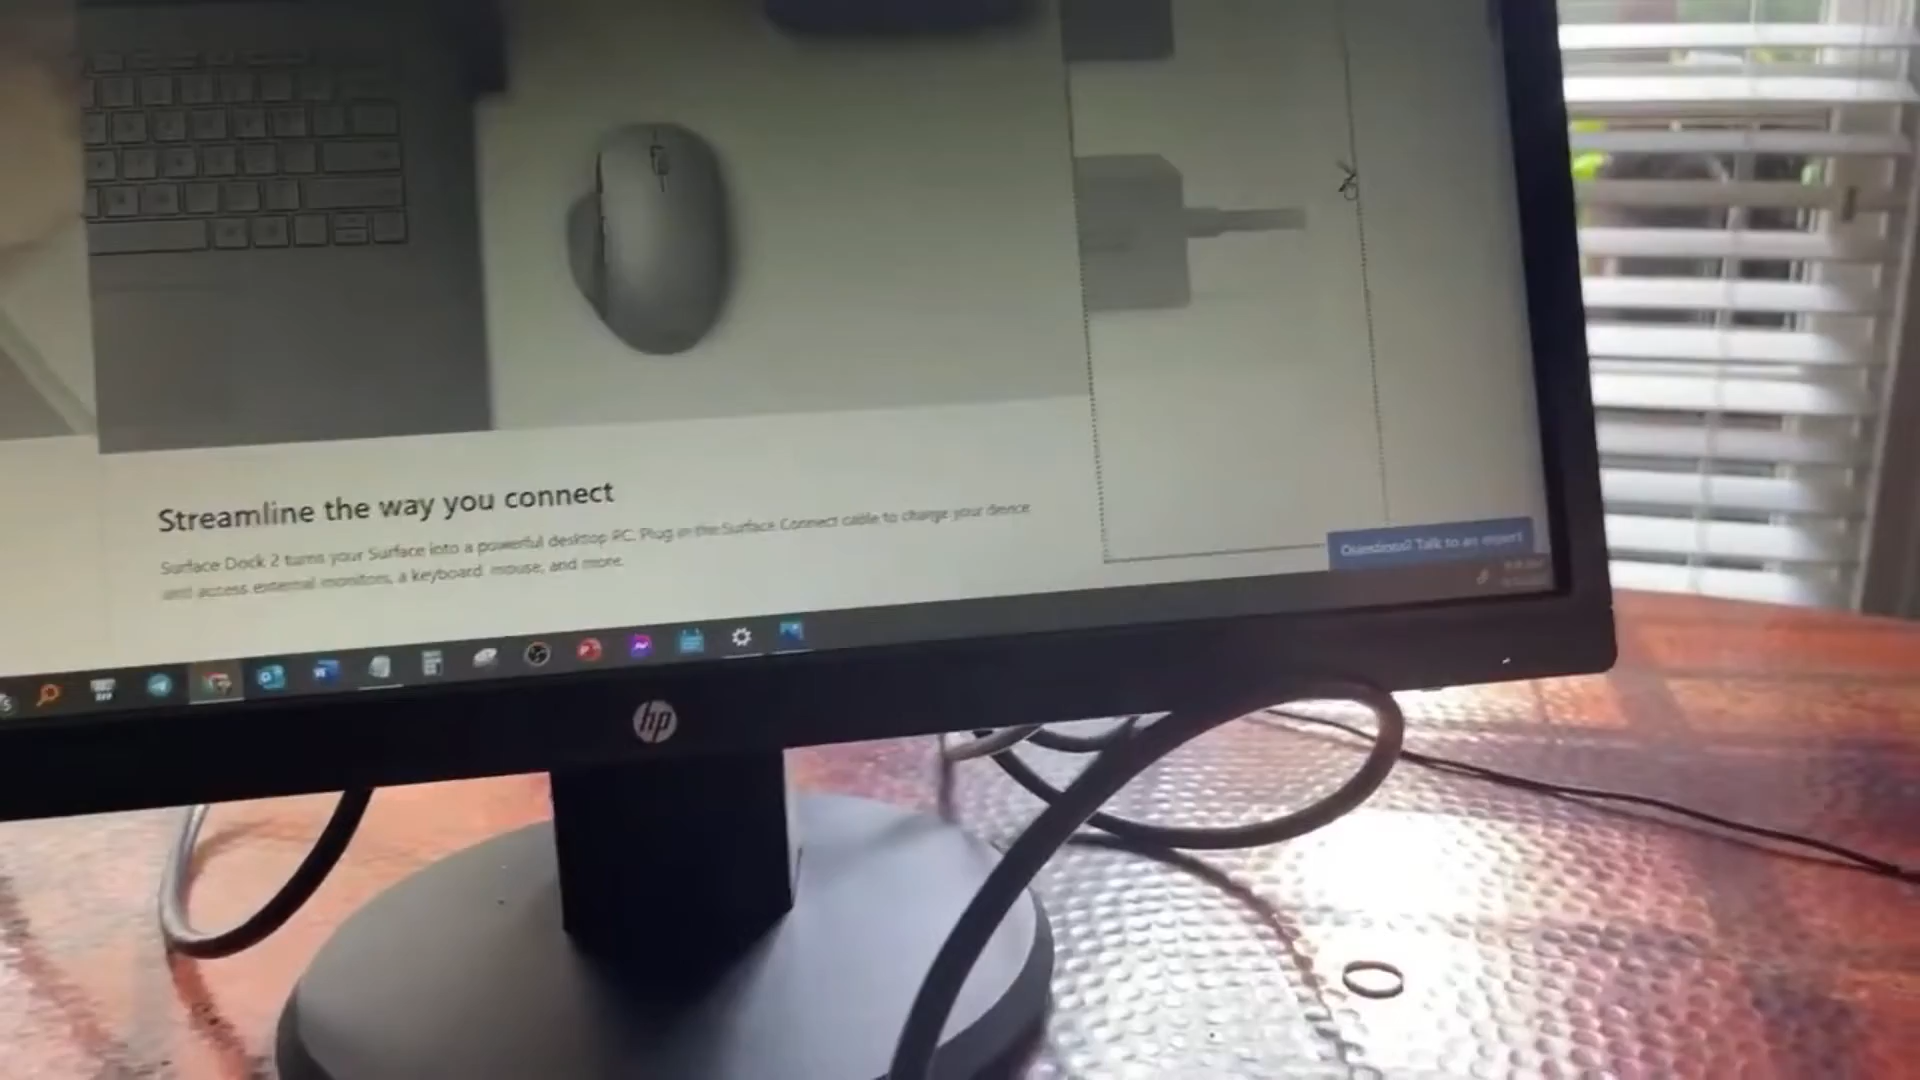 Streamline the way you connect
Surface Dock 2 turns your Surface into a powerful desktop PC. Plug in the Surface Connect cable to charge your device
and access external monitors, a keyboard, mouse, and more.
Questions? Talk to an expert
hp